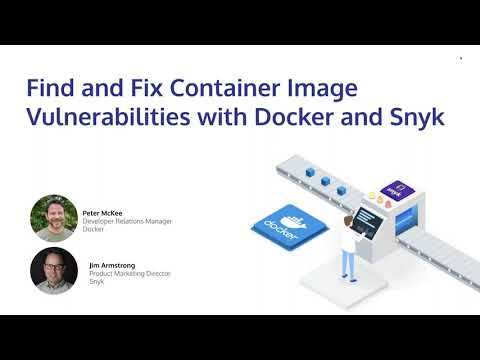 Find and Fix Container Image
Vulnerabilities with Docker and Snyk
Peter McKee
Developer Relations Manager
Docker
Jim Armstrong
Product Marketing Director
Snyk
docker
snyk